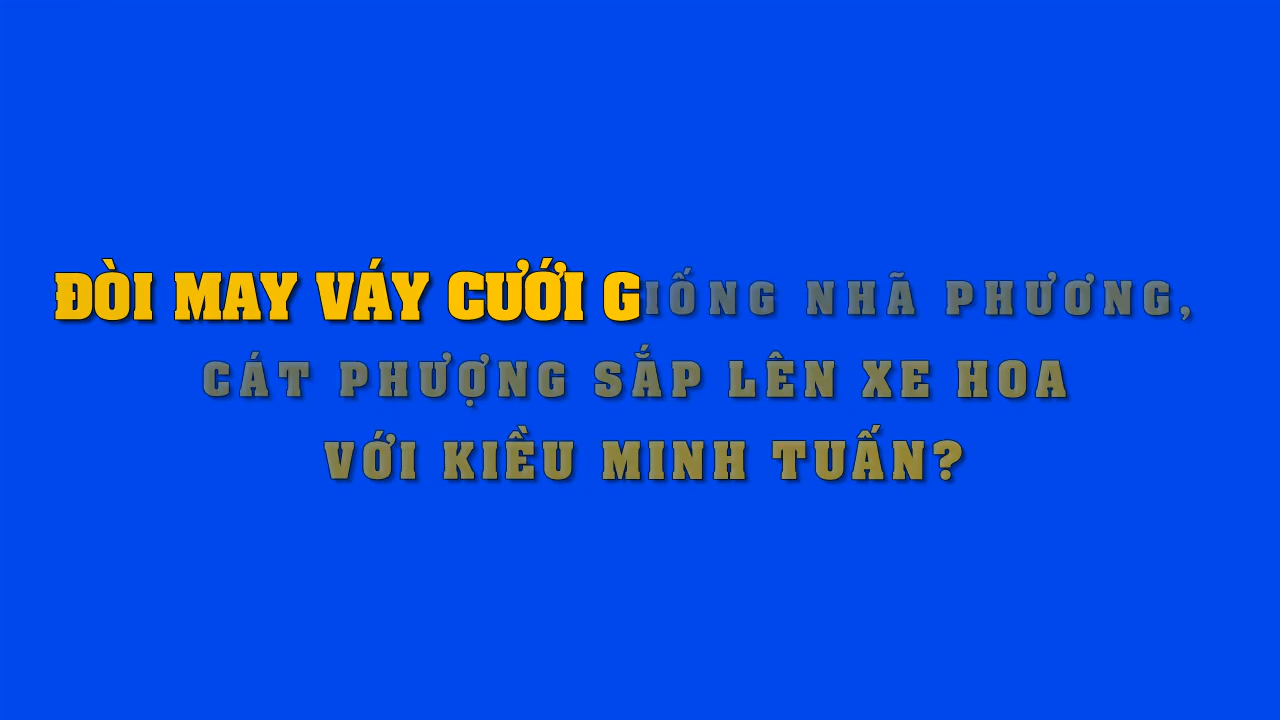 ĐÒI MAY VÁY CƯỚI GIỐNG NHÃ PHƯƠNG,
CÁT PHƯỢNG SẮP LÊN XE HOA
VỚI KIỀU MINH TUẤN?